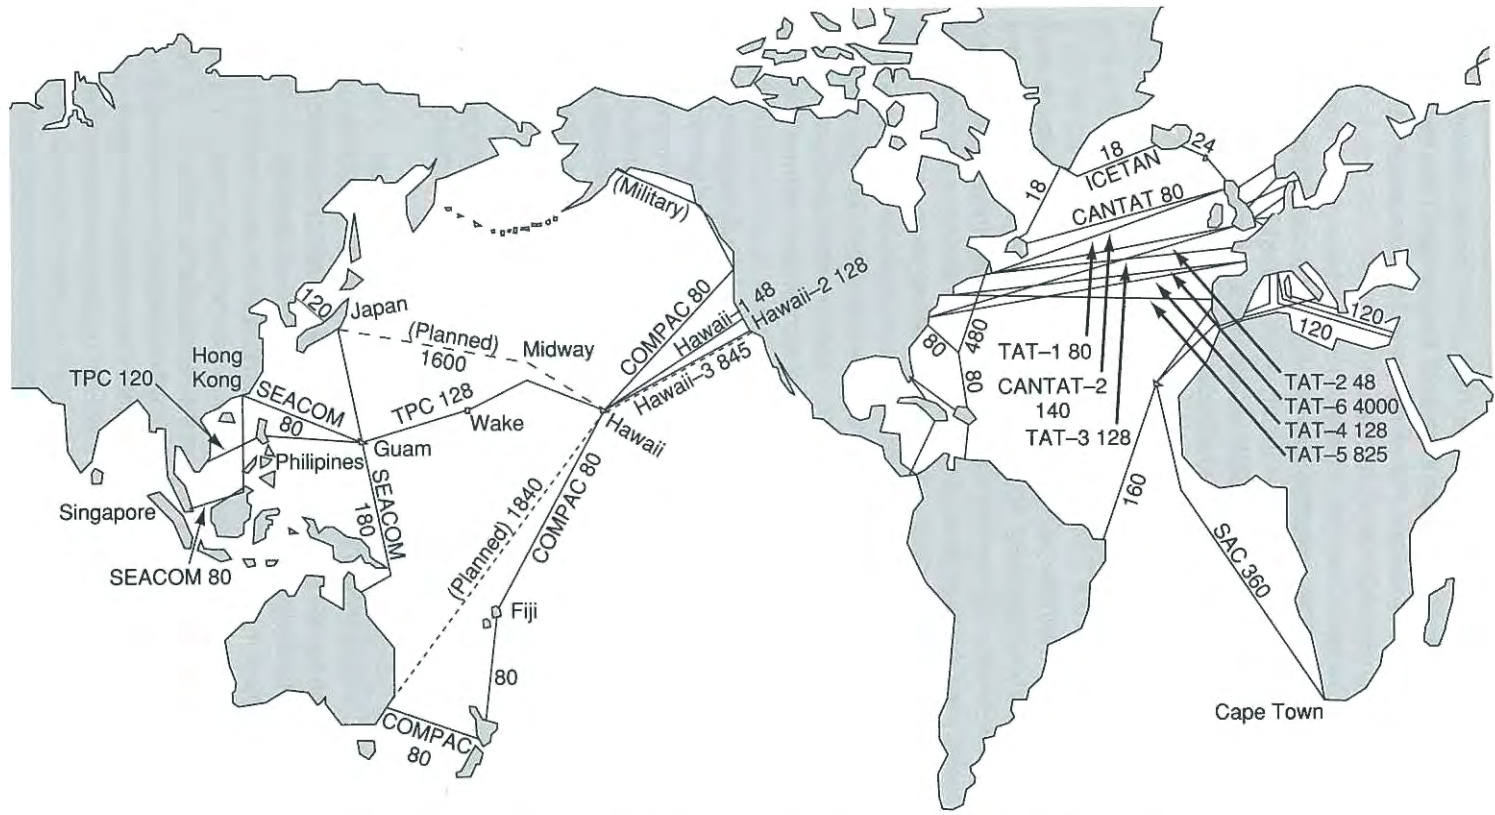 18
24
ICETAN
18
CANTAT 80
(Military)
120
Japan
(Planned)
1600
Midway
COMPAC 80
Hawaii–1 48
Hawaii–2 128
Hawaii–3 845
Hong
Kong
TPC 120
SEACOM
80
TPC 128
Wake
Hawaii
Guam
Philipines
Singapore
SEACOM 80
SEACOM
180
(Planned) 1840
COMPAC 80
Fiji
80
COMPAC
80
80
480
80
TAT–1 80
CANTAT–2
140
TAT–3 128
120
120
TAT–2 48
TAT–6 4000
TAT–4 128
TAT–5 825
160
SAC 360
Cape Town